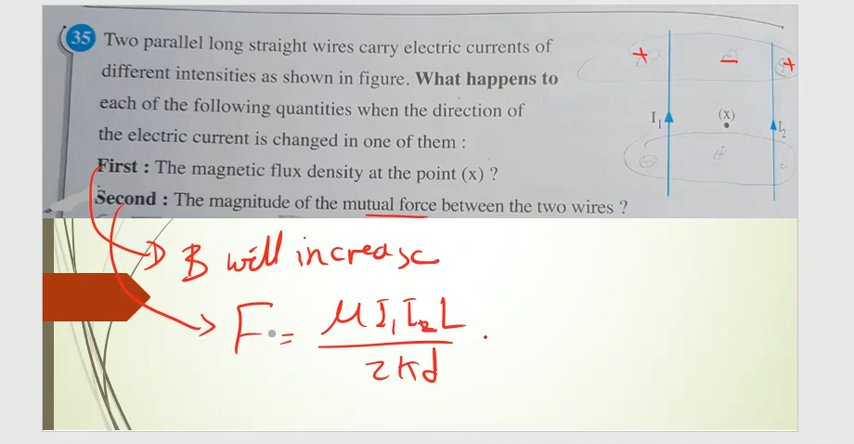 35 Two parallel long straight wires carry electric currents of
different intensities as shown in figure. What happens to
each of the following quantities when the direction of
the electric current is changed in one of them :
First : The magnetic flux density at the point (x) ?
Second : The magnitude of the mutual force between the two wires ?
+ − +
I₁ (x) I₂
B will increase
F = μ I₁ I₂ L
2πd